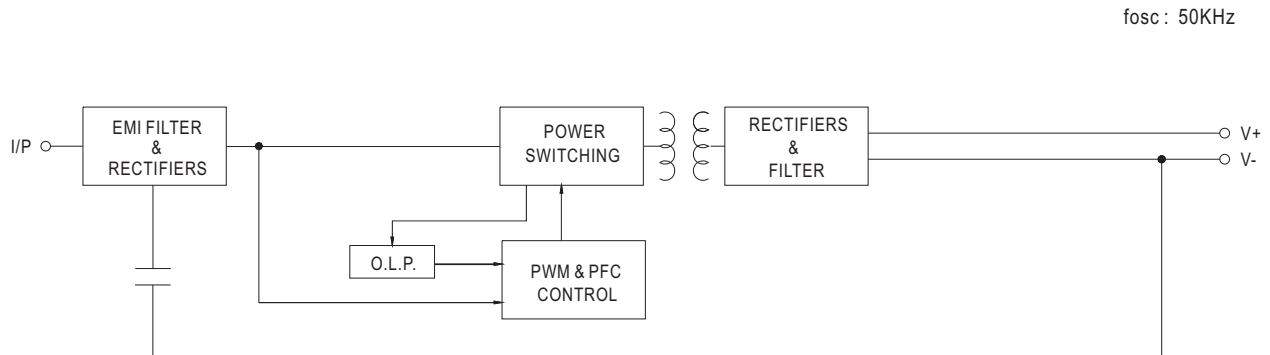 fosc : 50KHz
I/P
EMI FILTER
&
RECTIFIERS
POWER
SWITCHING
RECTIFIERS
&
FILTER
V+
V-
O.L.P.
PWM & PFC
CONTROL